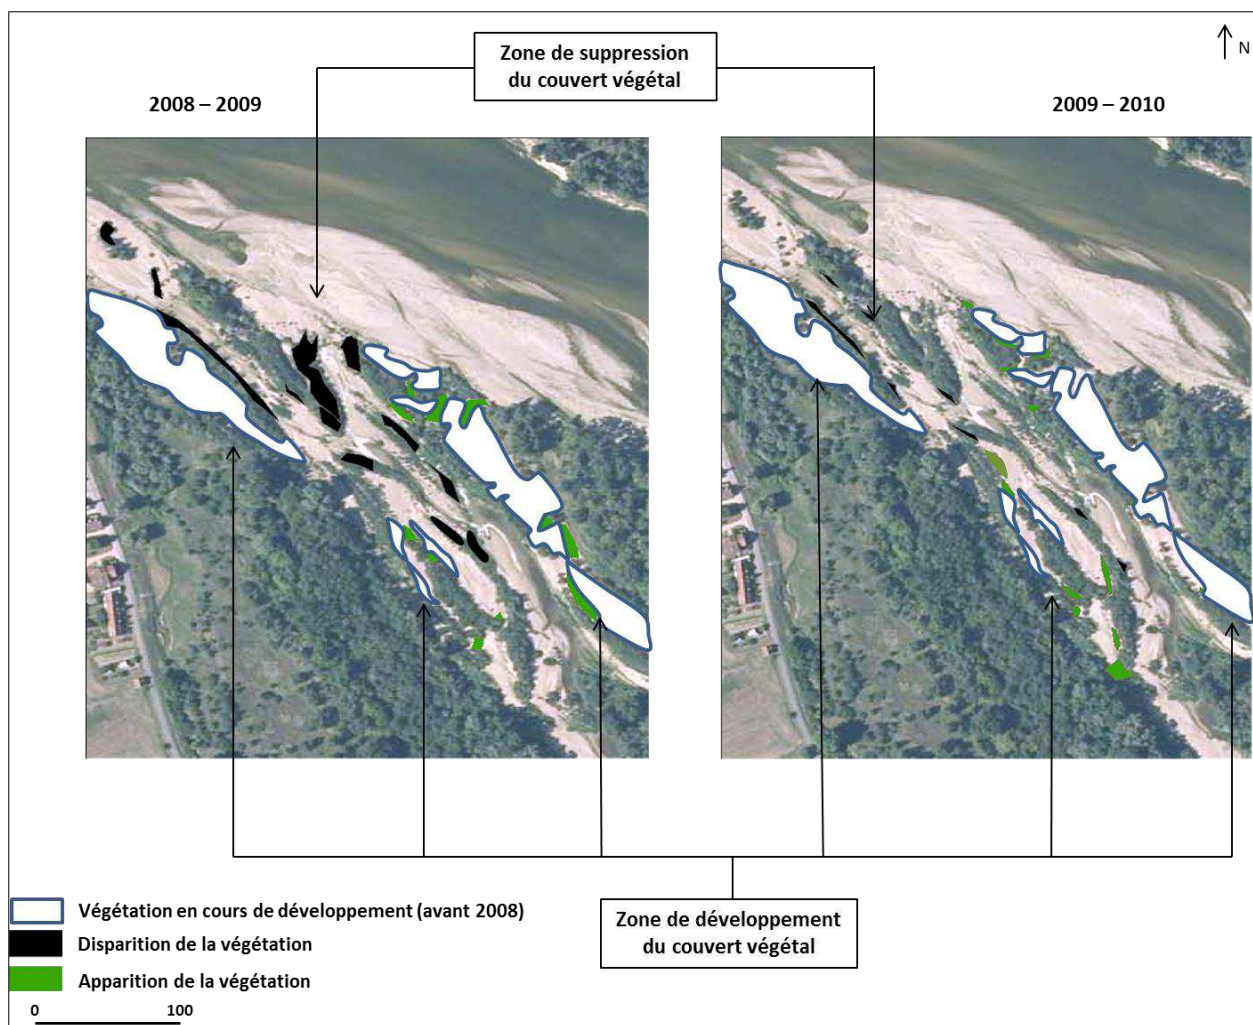 Zone de suppression
du couvert végétal
N
2008 – 2009
2009 – 2010
Végétation en cours de développement (avant 2008)
Disparition de la végétation
Apparition de la végétation
0 100
Zone de développement
du couvert végétal